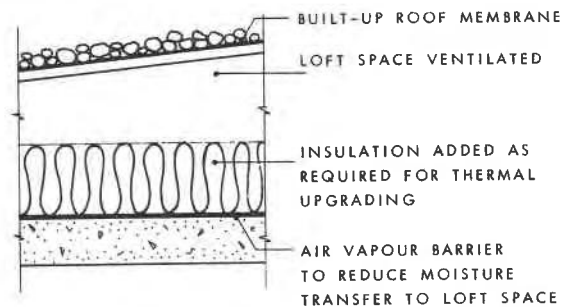 BUILT-UP ROOF MEMBRANE
LOFT SPACE VENTILATED
INSULATION ADDED AS
REQUIRED FOR THERMAL
UPGRADING
AIR VAPOUR BARRIER
TO REDUCE MOISTURE
TRANSFER TO LOFT SPACE